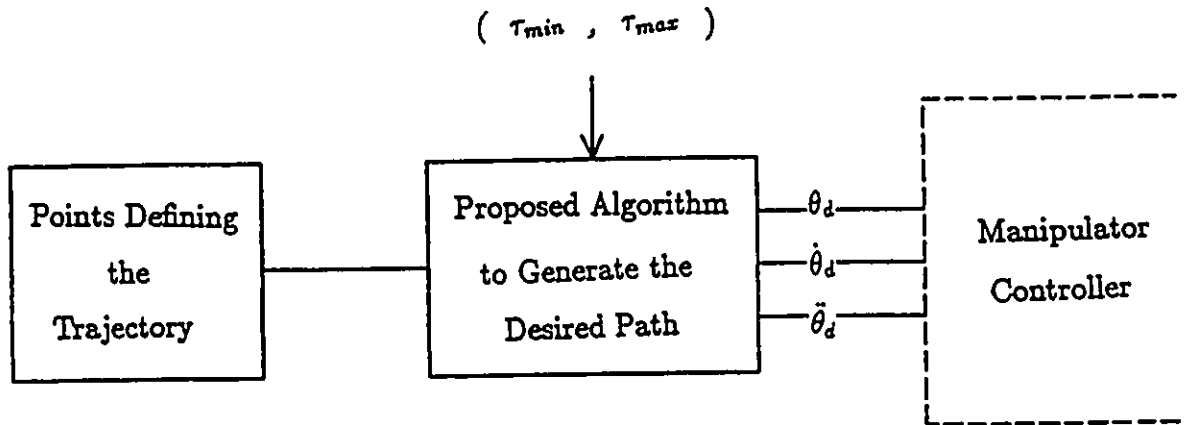 ( τmin , τmax )
Points Defining
the
Trajectory
Proposed Algorithm
to Generate the
Desired Path
θd
θ̇d
θ̈d
Manipulator
Controller